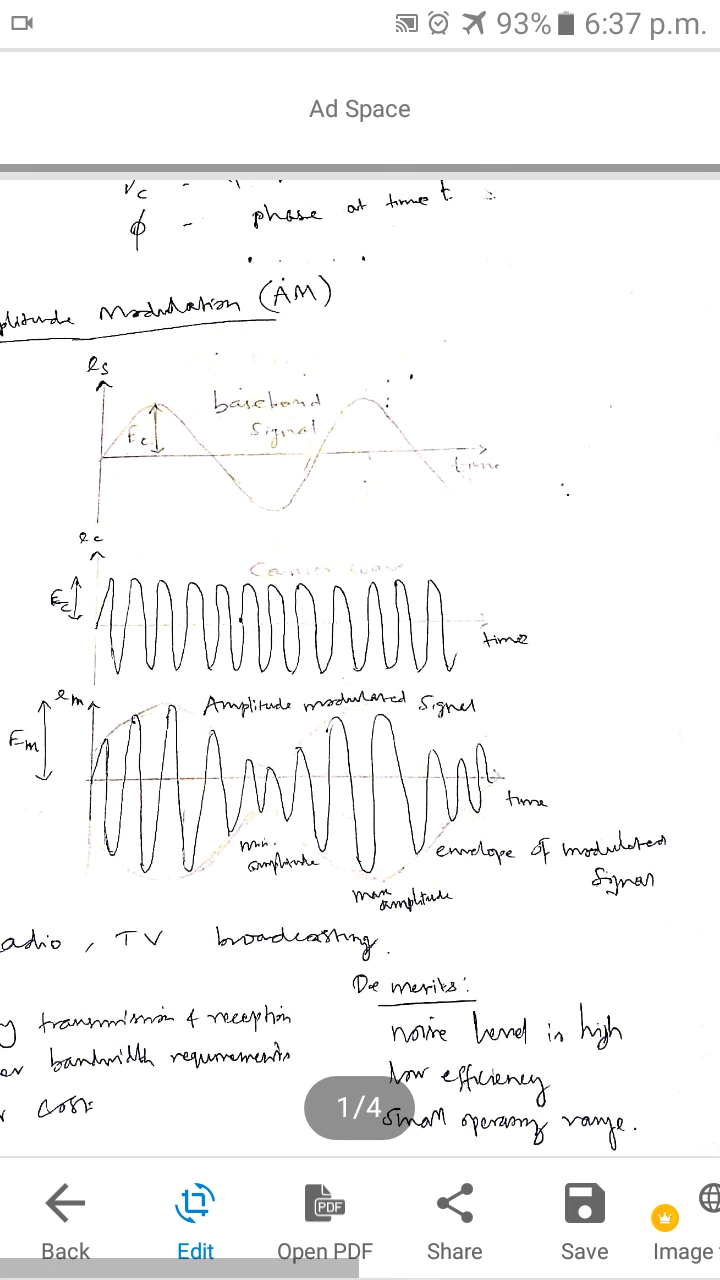 93% 6:37 p.m.
Ad Space
Vc -
ϕ - phase at time t
plitude Modulation (AM)
es
baseband
signal
Ec
time
ec
Carrier wave
Ec
time
em
Amplitude modulated signal
Em
time
min.
amplitude
envelope of modulated
signal
max
amplitude
adio, TV broadcasting.
De merits:
y transmission & reception
noise level is high
er bandwidth requirements
low efficiency
r cost
1/4
small operating range.
PDF
Back
Edit
Open PDF
Share
Save
Image